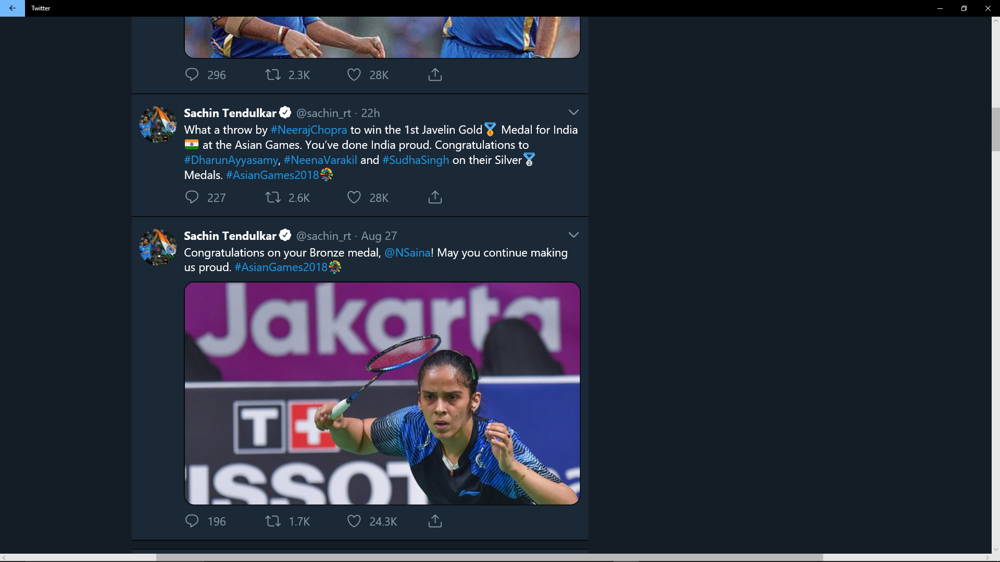 Twitter
296 2.3K 28K
Sachin Tendulkar @sachin_rt · 22h
What a throw by #NeerajChopra to win the 1st Javelin Gold🏅 Medal for India
🇮🇳 at the Asian Games. You’ve done India proud. Congratulations to
#DharunAyyasamy, #NeenaVarakil and #SudhaSingh on their Silver🥈
Medals. #AsianGames2018
227 2.6K 28K
Sachin Tendulkar @sachin_rt · Aug 27
Congratulations on your Bronze medal, @NSaina! May you continue making
us proud. #AsianGames2018
Jakarta
T+
ISSOT
196 1.7K 24.3K